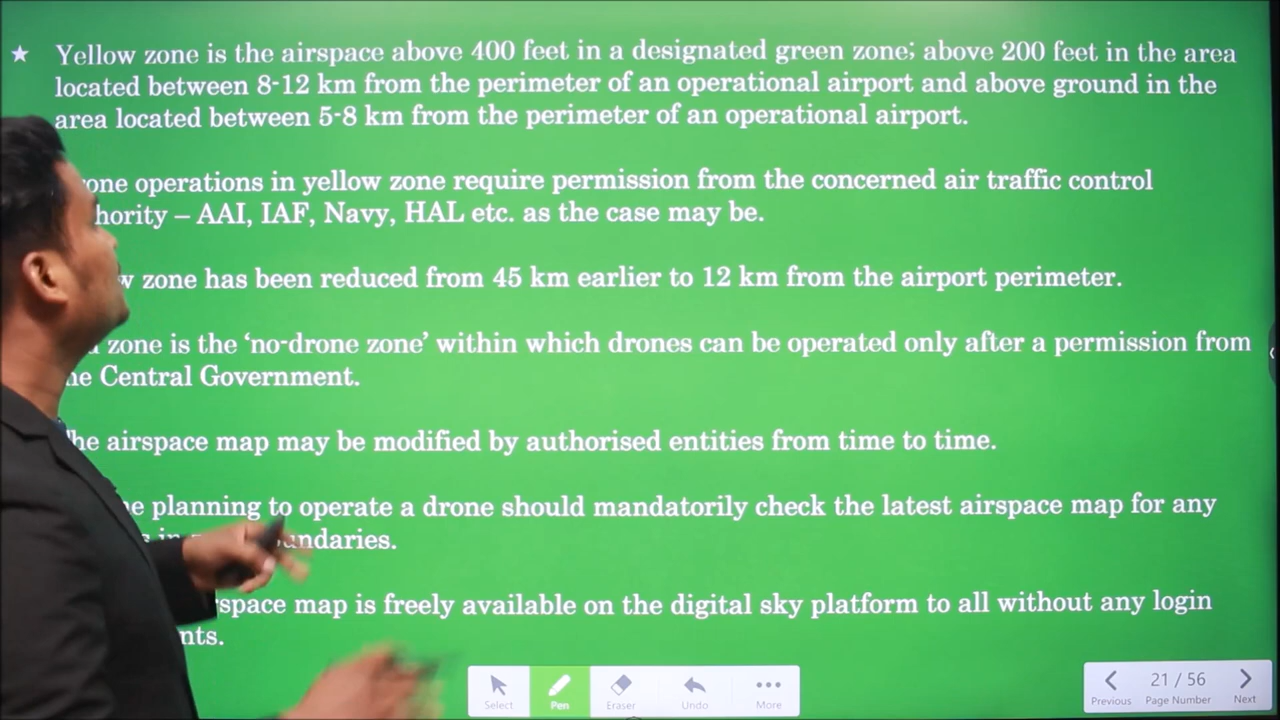 ★ Yellow zone is the airspace above 400 feet in a designated green zone; above 200 feet in the area
located between 8-12 km from the perimeter of an operational airport and above ground in the
area located between 5-8 km from the perimeter of an operational airport.
operations in yellow zone require permission from the concerned air traffic control
– AAI, IAF, Navy, HAL etc. as the case may be.
zone has been reduced from 45 km earlier to 12 km from the airport perimeter.
zone is the ‘no-drone zone’ within which drones can be operated only after a permission from
Central Government.
The airspace map may be modified by authorised entities from time to time.
planning to operate a drone should mandatorily check the latest airspace map for any
in
map is freely available on the digital sky platform to all without any login
Select
Pen
Eraser
Undo
More
21 / 56
Previous
Page Number
Next